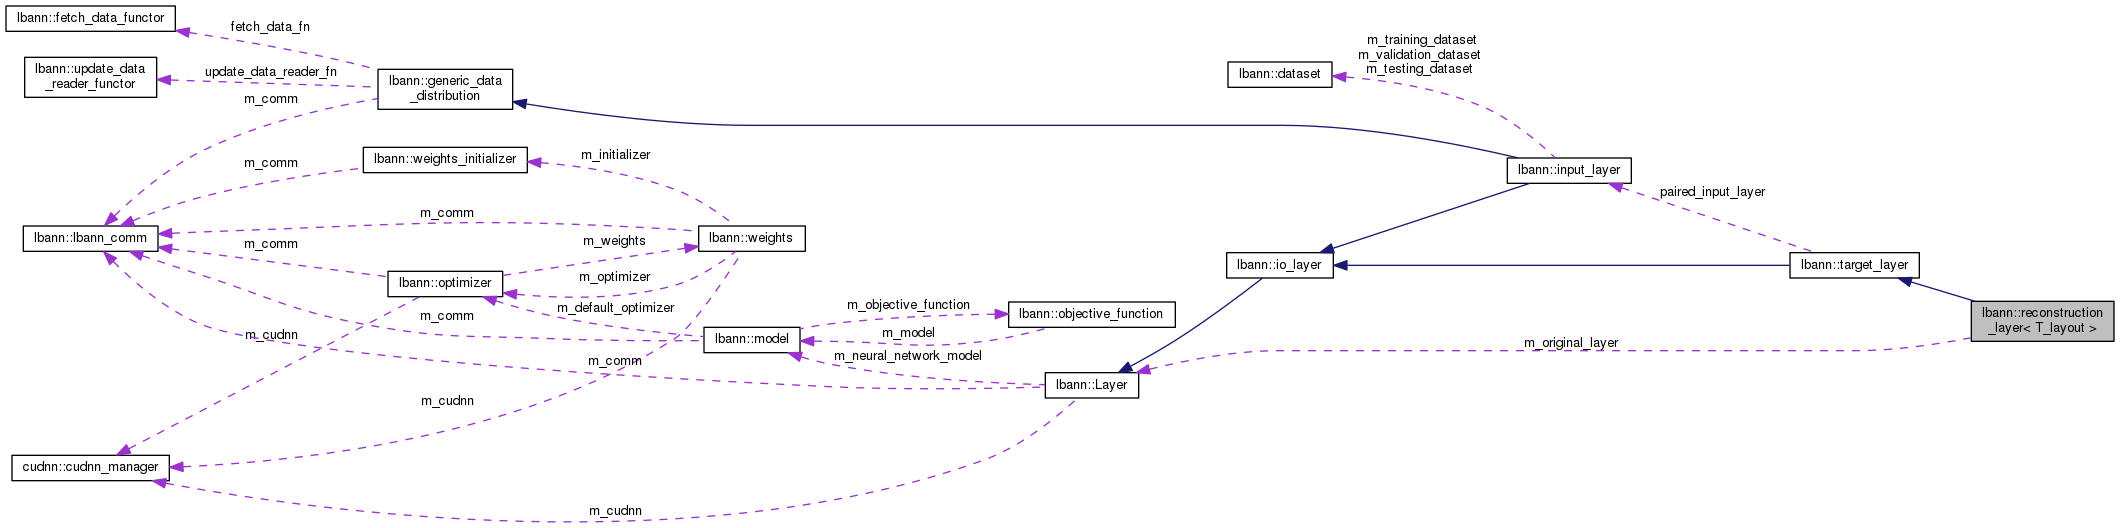 lbann::fetch_data_functor
fetch_data_fn
lbann::update_data
_reader_functor
update_data_reader_fn
lbann::generic_data
_distribution
m_comm
m_training_dataset
m_validation_dataset
m_testing_dataset
lbann::dataset
lbann::weights_initializer
m_initializer
m_comm
lbann::input_layer
paired_input_layer
lbann::lbann_comm
m_comm
lbann::weights
m_comm
m_weights
lbann::optimizer
m_optimizer
lbann::io_layer
lbann::target_layer
m_default_optimizer
m_objective_function
lbann::objective_function
lbann::reconstruction
_layer< T_layout >
m_comm
m_cudnn
lbann::model
m_model
m_original_layer
m_comm
m_neural_network_model
lbann::Layer
m_cudnn
cudnn::cudnn_manager
m_cudnn